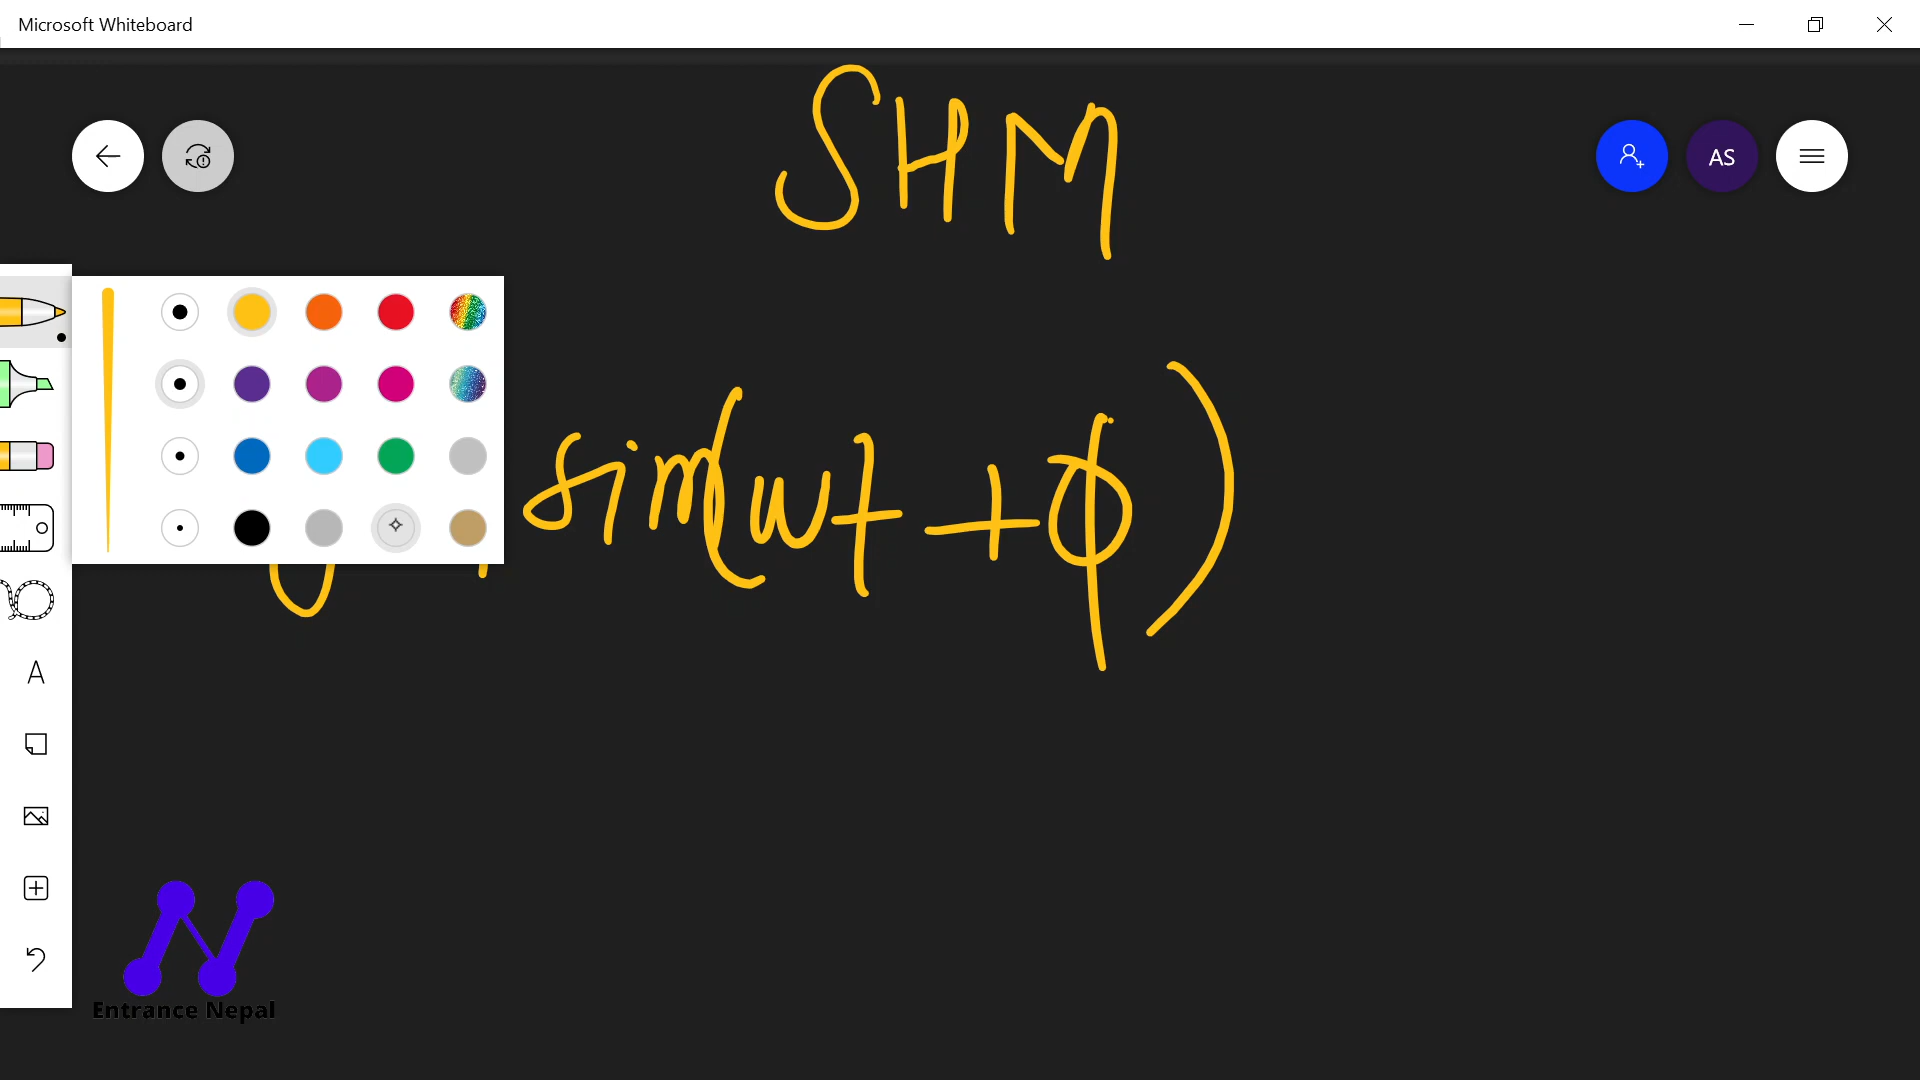 Microsoft Whiteboard
SHM
AS
sin(wt+φ)
A
Entrance Nepal